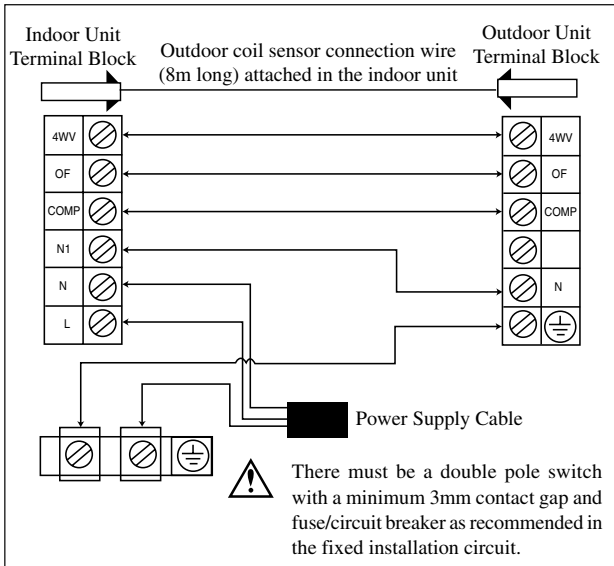 Indoor Unit
Terminal Block
Outdoor coil sensor connection wire
(8m long) attached in the indoor unit
Outdoor Unit
Terminal Block
4WV
OF
COMP
N1
N
L
4WV
OF
COMP
N
Power Supply Cable
There must be a double pole switch
with a minimum 3mm contact gap and
fuse/circuit breaker as recommended in
the fixed installation circuit.